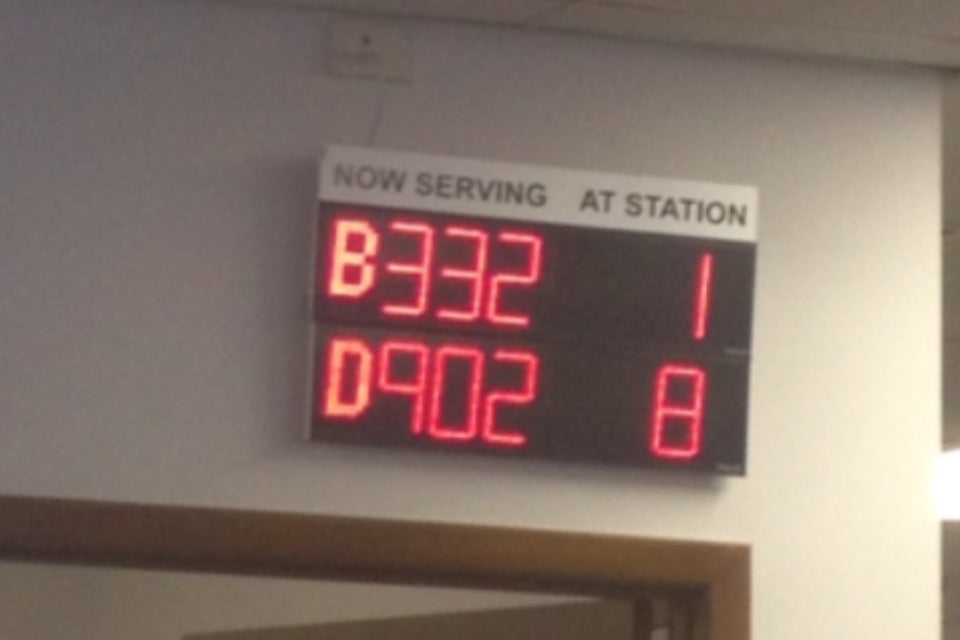 NOW SERVING AT STATION
B332 1
D902 8